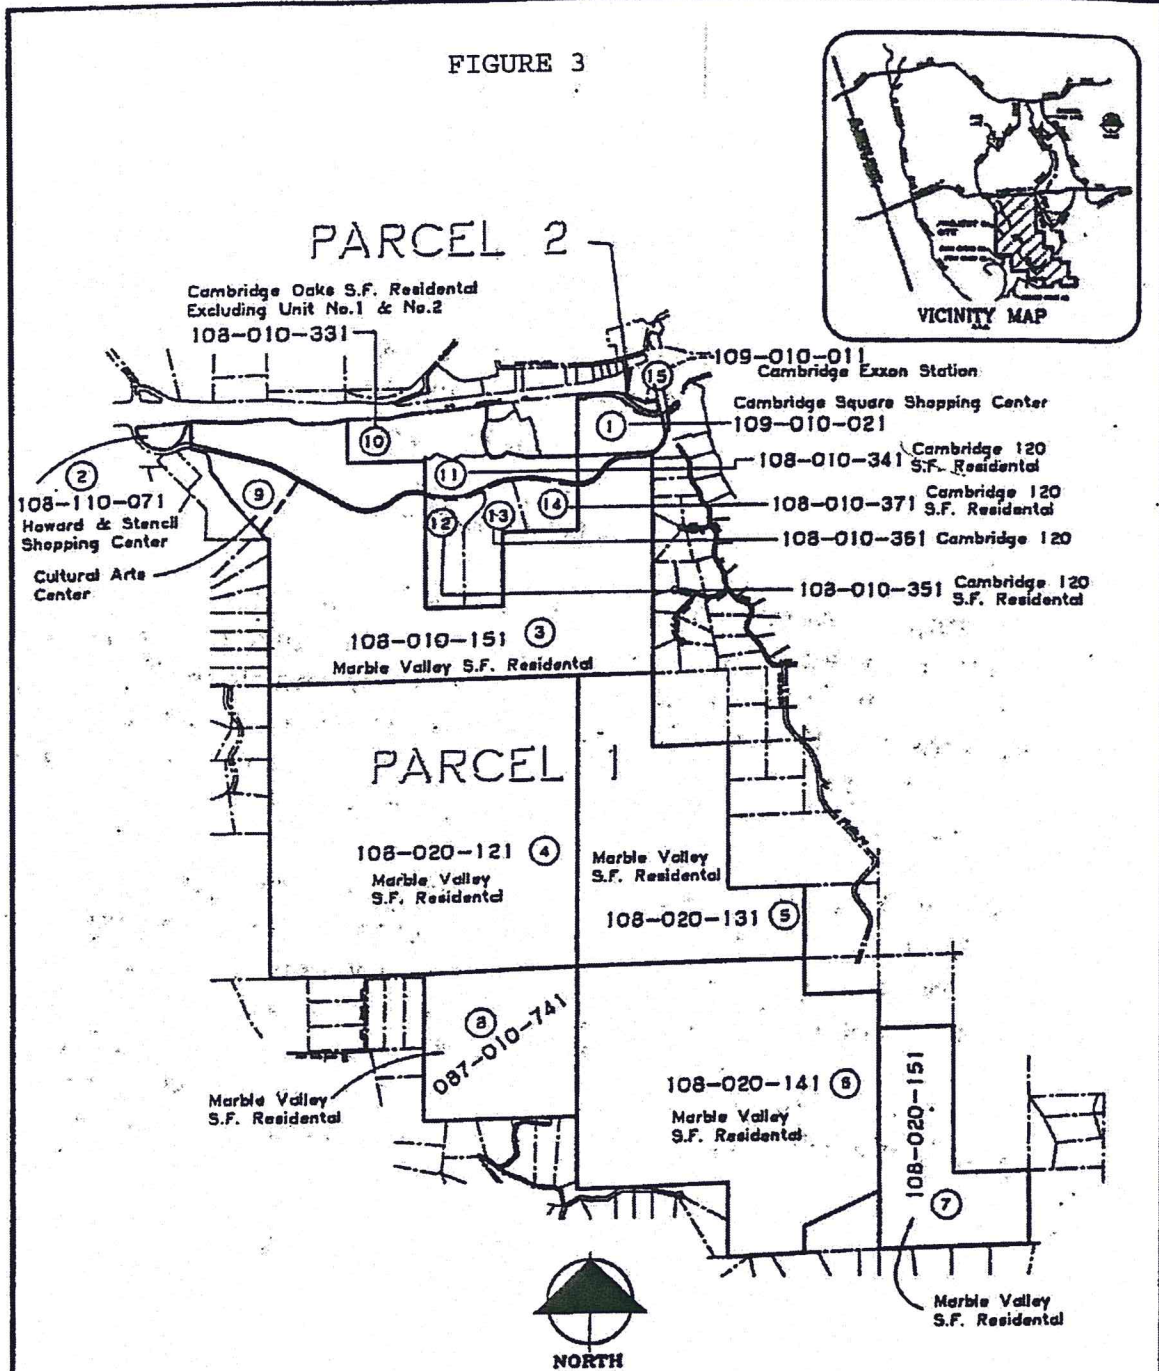 FIGURE 3
VICINITY MAP
PARCEL 2
Cambridge Oaks S.F. Residental
Excluding Unit No.1 & No.2
108-010-331
109-010-011
Cambridge Exxon Station
15
Cambridge Square Shopping Center
109-010-021
1
10
11
108-010-341
Cambridge 120
S.F. Residental
2
108-110-071
Howard & Stencil
Shopping Center
9
12
13
14
108-010-371
Cambridge 120
S.F. Residental
108-010-361 Cambridge 120
Cultural Arts
Center
108-010-351
Cambridge 120
S.F. Residental
108-010-151 3
Marble Valley S.F. Residental
PARCEL 1
108-020-121 4
Marble Valley
S.F. Residental
Marble Valley
S.F. Residental
108-020-131 5
8
087-010-741
Marble Valley
S.F. Residental
108-020-141 6
Marble Valley
S.F. Residental
108-020-151
7
Marble Valley
S.F. Residental
NORTH